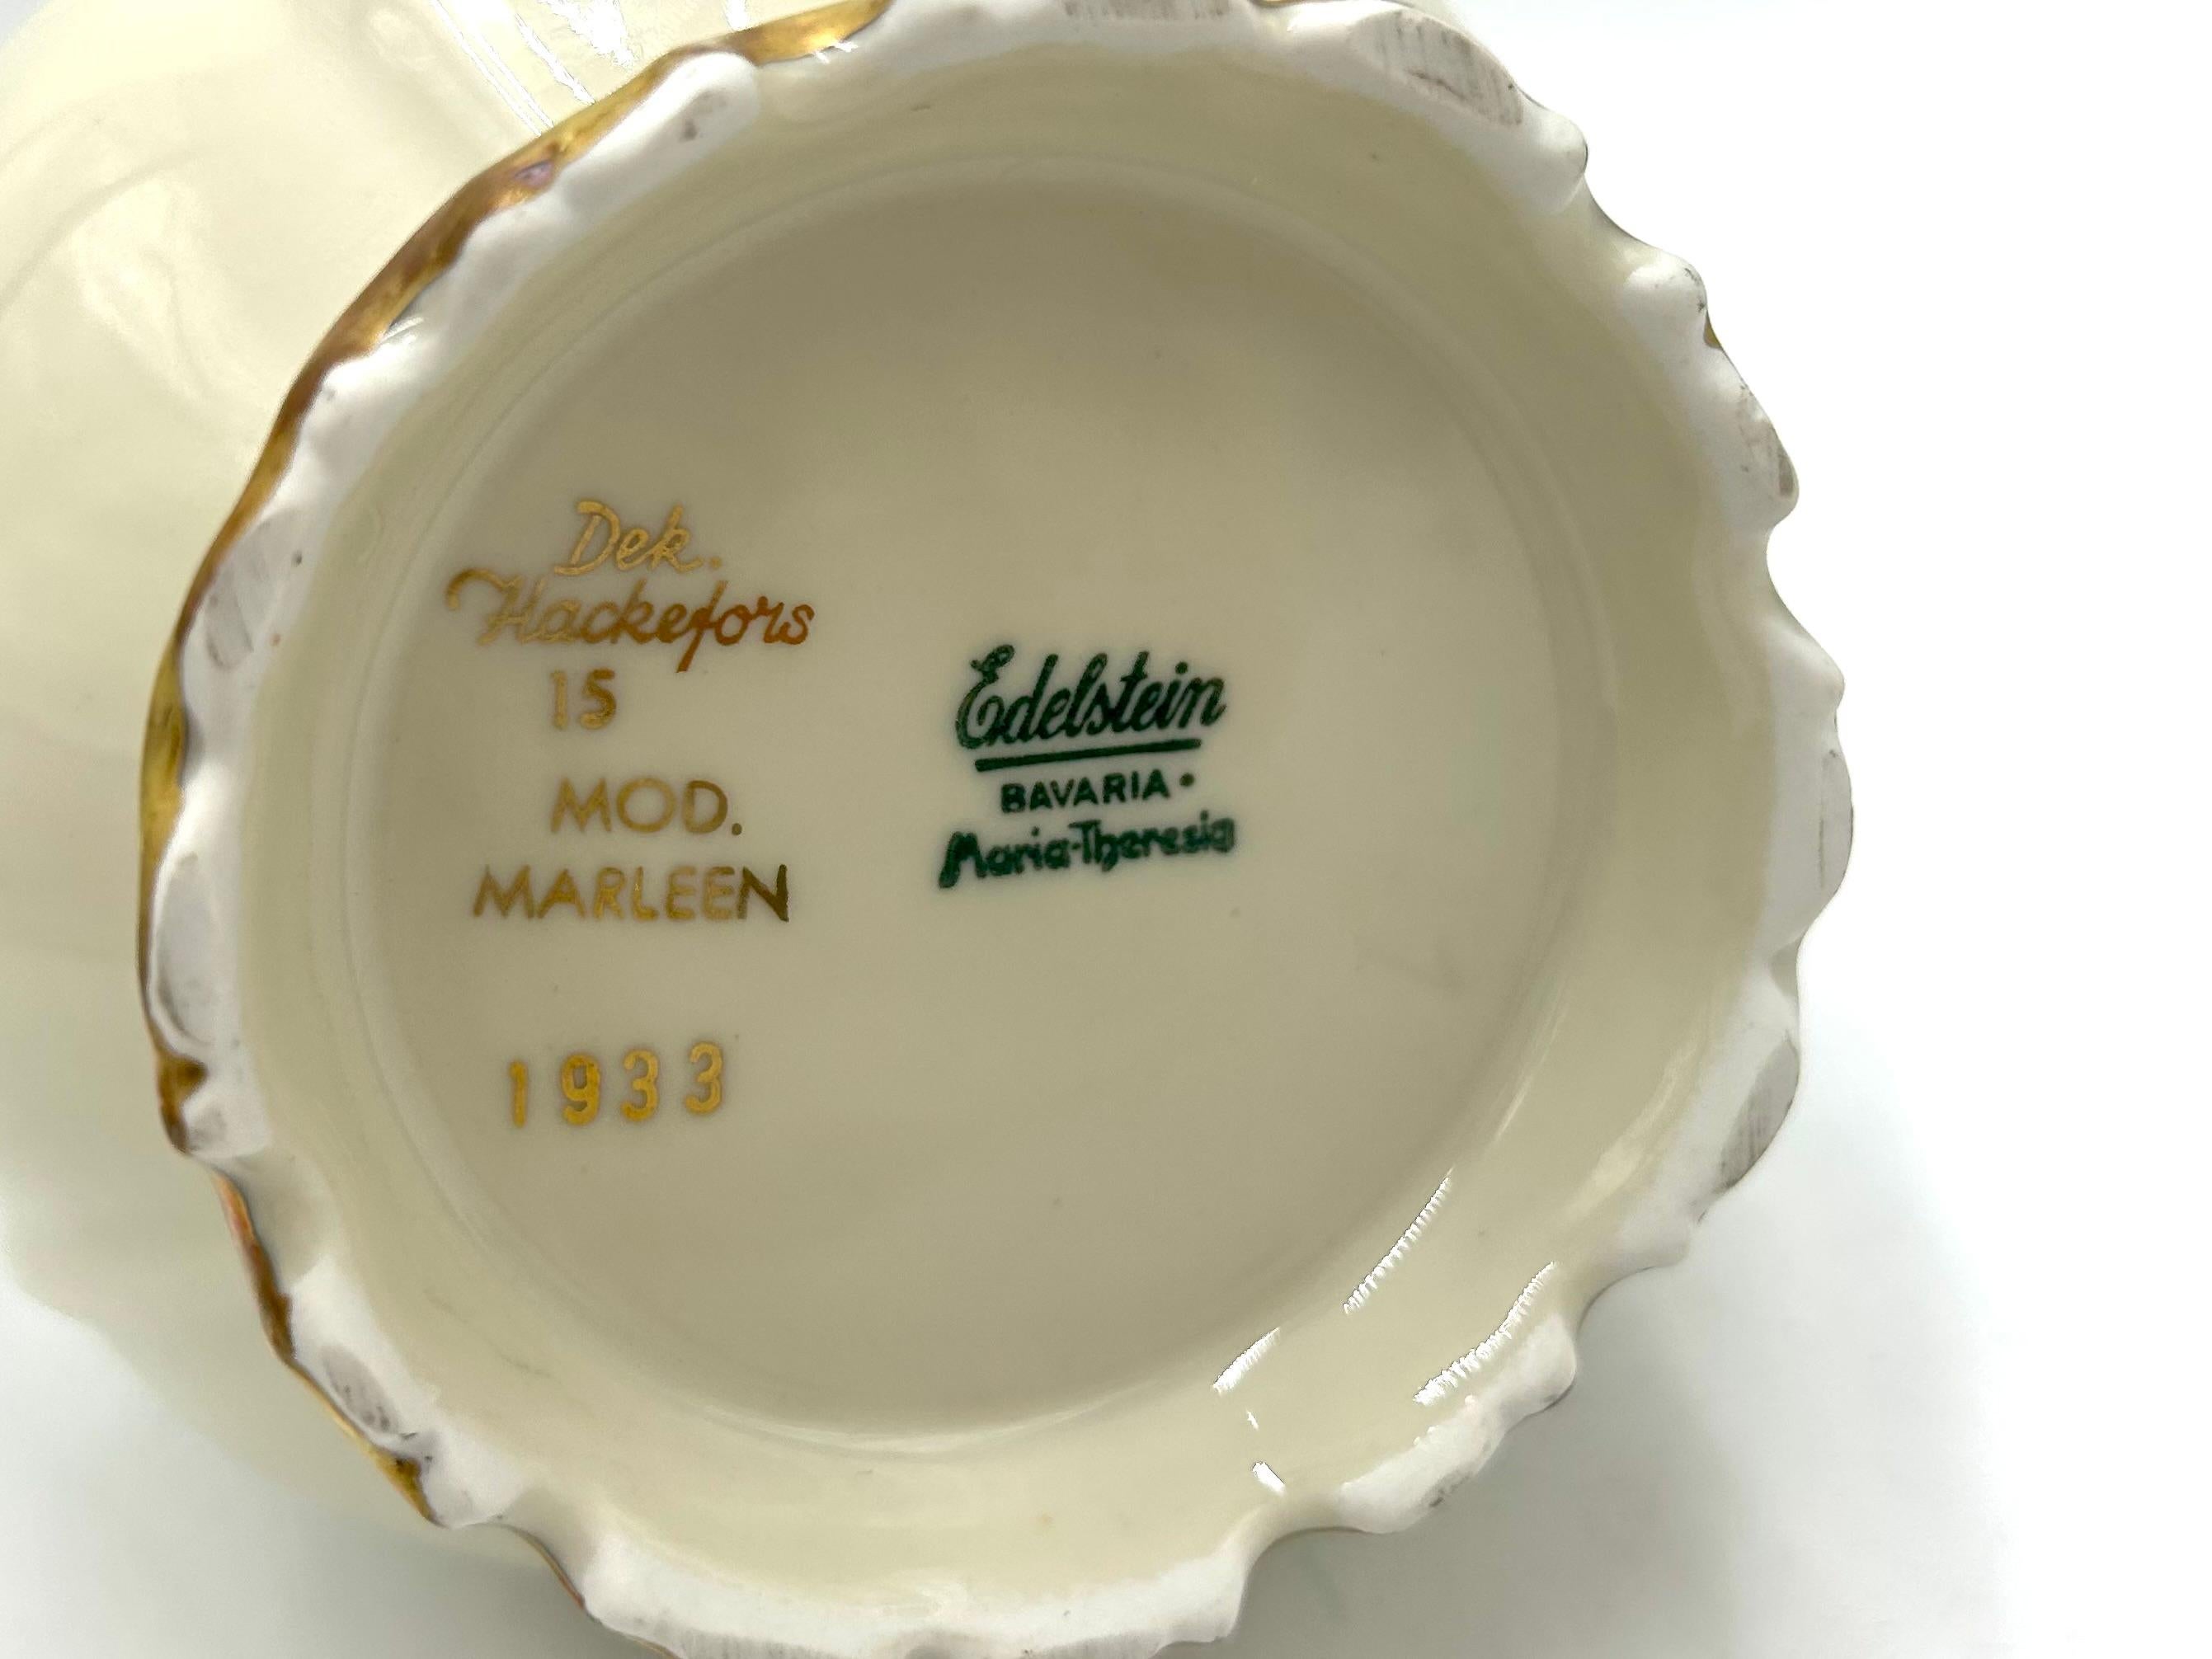 Dek.
Hackefors
15
MOD.
MARLEEN
1933
Edelstein
BAVARIA
Maria-Theresia